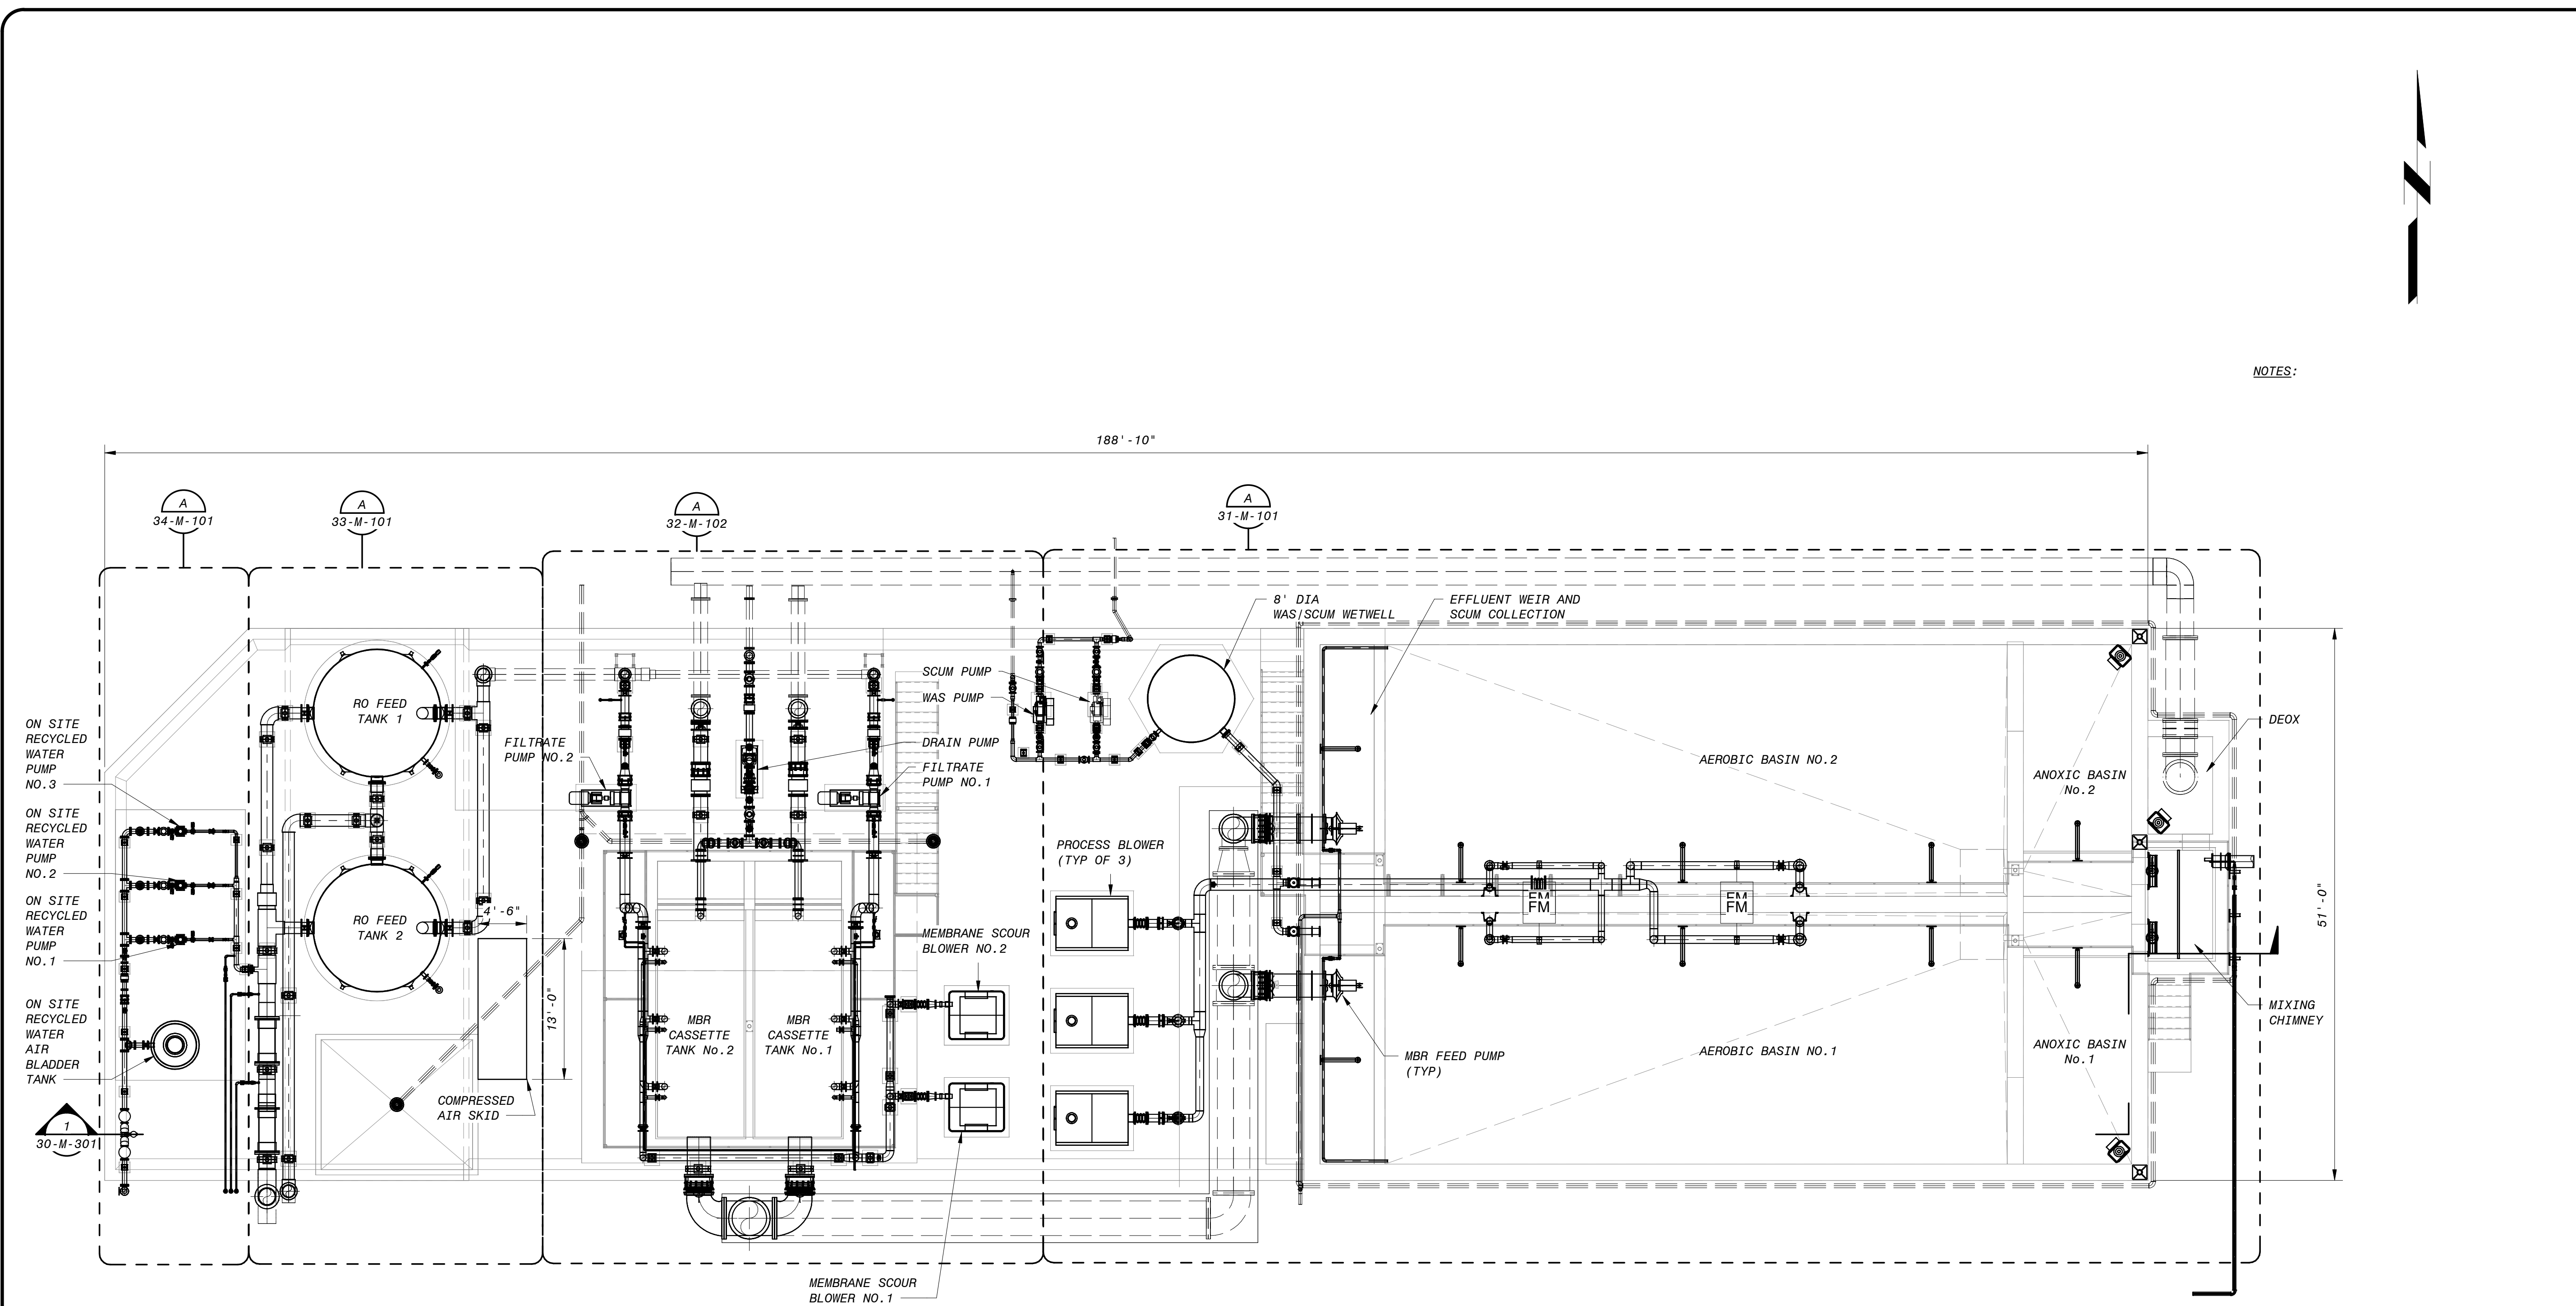 N
NOTES:
188'-10"
A
34-M-101
A
33-M-101
A
32-M-102
A
31-M-101
8' DIA
WAS/SCUM WETWELL
EFFLUENT WEIR AND
SCUM COLLECTION
SCUM PUMP
WAS PUMP
RO FEED
TANK 1
ON SITE
RECYCLED
WATER
PUMP
NO.3
FILTRATE
PUMP NO.2
DRAIN PUMP
FILTRATE
PUMP NO.1
DEOX
AEROBIC BASIN NO.2
ANOXIC BASIN
No.2
ON SITE
RECYCLED
WATER
PUMP
NO.2
PROCESS BLOWER
(TYP OF 3)
FM
FM
FM
FM
51'-0"
ON SITE
RECYCLED
WATER
PUMP
NO.1
RO FEED
TANK 2
4'-6"
MEMBRANE SCOUR
BLOWER NO.2
13'-0"
ON SITE
RECYCLED
WATER
AIR
BLADDER
TANK
MBR
CASSETTE
TANK No.2
MBR
CASSETTE
TANK No.1
MIXING
CHIMNEY
MBR FEED PUMP
(TYP)
AEROBIC BASIN NO.1
ANOXIC BASIN
No.1
COMPRESSED
AIR SKID
1
30-M-301
MEMBRANE SCOUR
BLOWER NO.1